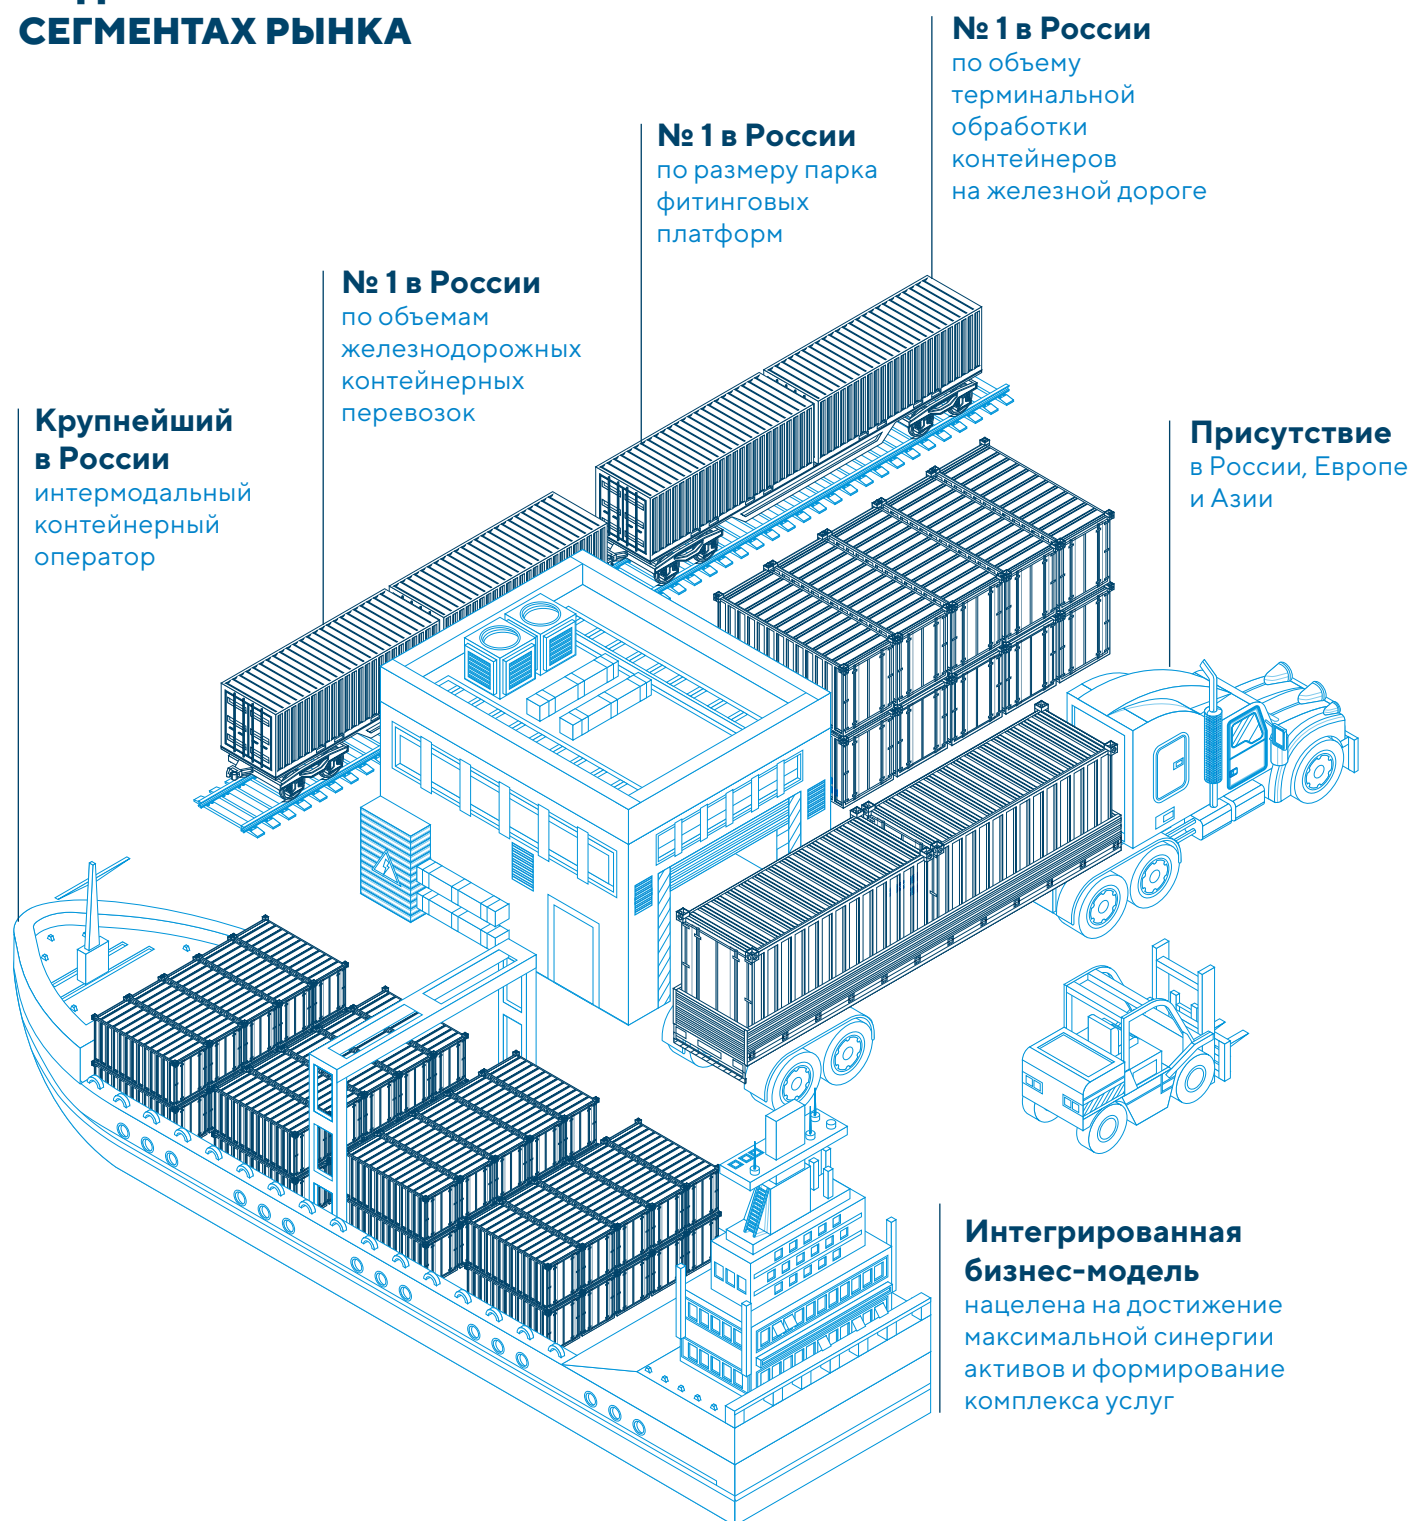 СЕГМЕНТАХ РЫНКА
№ 1 в России
по объему
терминальной
обработки
контейнеров
на железной дороге
№ 1 в России
по размеру парка
фитинговых
платформ
№ 1 в России
по объемам
железнодорожных
контейнерных
перевозок
Крупнейший
в России
интермодальный
контейнерный
оператор
Присутствие
в России, Европе
и Азии
Интегрированная
бизнес-модель
нацелена на достижение
максимальной синергии
активов и формирование
комплекса услуг